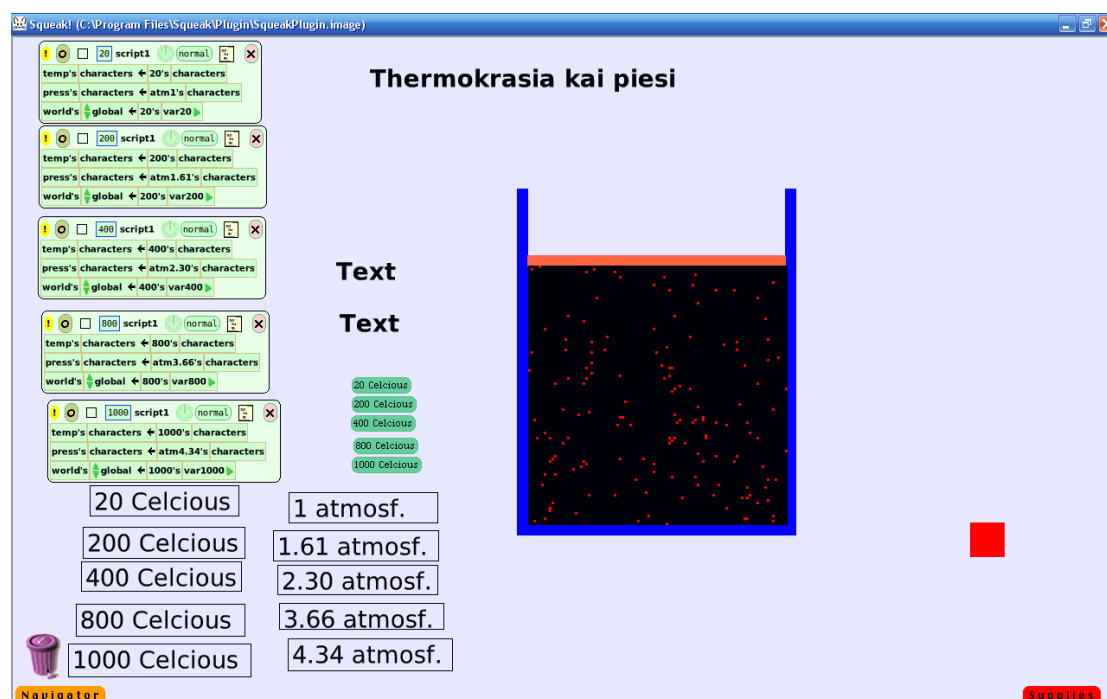 Squeak! (C:\Program Files\Squeak\Plugin\SqueakPlugin.image)
! 20 script1 normal
temp's characters ← 20's characters
press's characters ← atm1's characters
world's global ← 20's var20
! 200 script1 normal
temp's characters ← 200's characters
press's characters ← atm1.61's characters
world's global ← 200's var200
! 400 script1 normal
temp's characters ← 400's characters
press's characters ← atm2.30's characters
world's global ← 400's var400
! 800 script1 normal
temp's characters ← 800's characters
press's characters ← atm3.66's characters
world's global ← 800's var800
! 1000 script1 normal
temp's characters ← 1000's characters
press's characters ← atm4.34's characters
world's global ← 1000's var1000
Thermokrasia kai piesi
Text
Text
20 Celcious
200 Celcious
400 Celcious
800 Celcious
1000 Celcious
20 Celcious
200 Celcious
400 Celcious
800 Celcious
1000 Celcious
1 atmosf.
1.61 atmosf.
2.30 atmosf.
3.66 atmosf.
4.34 atmosf.
Navigator
Supplies